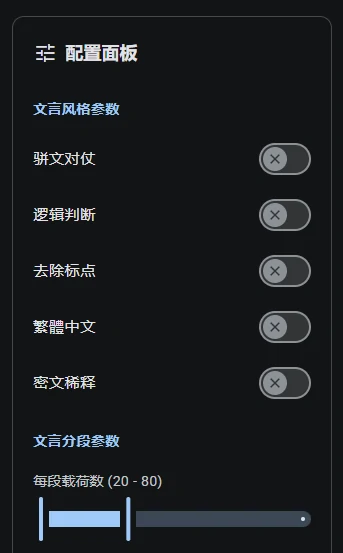 配置面板
文言风格参数
骈文对仗
逻辑判断
去除标点
繁體中文
密文稀释
文言分段参数
每段载荷数 (20 - 80)